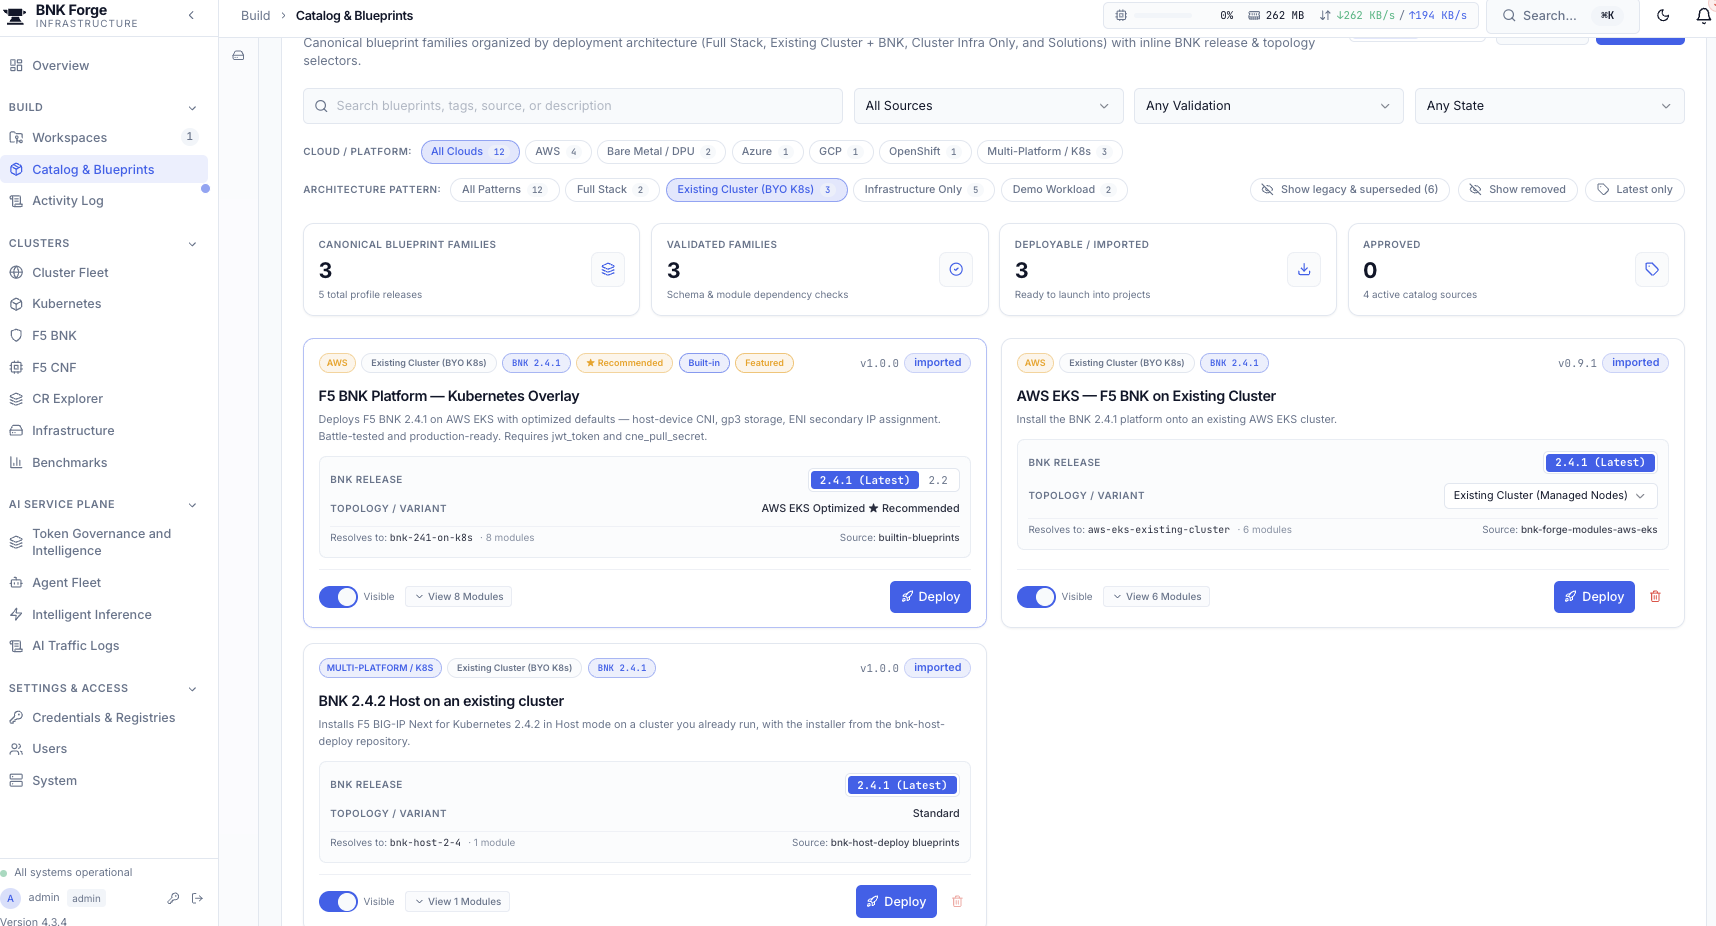 BNK Forge
INFRASTRUCTURE
Build › Catalog & Blueprints
0% 262 MB ↓262 KB/s / ↑194 KB/s
Search... ⌘K
Overview
BUILD
Workspaces 1
Catalog & Blueprints
Activity Log
CLUSTERS
Cluster Fleet
Kubernetes
F5 BNK
F5 CNF
CR Explorer
Infrastructure
Benchmarks
AI SERVICE PLANE
Token Governance and
Intelligence
Agent Fleet
Intelligent Inference
AI Traffic Logs
SETTINGS & ACCESS
Credentials & Registries
Users
System
All systems operational
A admin admin
Version 4.3.4
Canonical blueprint families organized by deployment architecture (Full Stack, Existing Cluster + BNK, Cluster Infra Only, and Solutions) with inline BNK release & topology
selectors.
Search blueprints, tags, source, or description
All Sources
Any Validation
Any State
CLOUD / PLATFORM: All Clouds 12 AWS 4 Bare Metal / DPU 2 Azure 1 GCP 1 OpenShift 1 Multi-Platform / K8s 3
ARCHITECTURE PATTERN: All Patterns 12 Full Stack 2 Existing Cluster (BYO K8s) 3 Infrastructure Only 5 Demo Workload 2
Show legacy & superseded (6) Show removed Latest only
CANONICAL BLUEPRINT FAMILIES
3
5 total profile releases
VALIDATED FAMILIES
3
Schema & module dependency checks
DEPLOYABLE / IMPORTED
3
Ready to launch into projects
APPROVED
0
4 active catalog sources
AWS Existing Cluster (BYO K8s) BNK 2.4.1 ★ Recommended Built-in Featured v1.0.0 imported
F5 BNK Platform — Kubernetes Overlay
Deploys F5 BNK 2.4.1 on AWS EKS with optimized defaults — host-device CNI, gp3 storage, ENI secondary IP assignment.
Battle-tested and production-ready. Requires jwt_token and cne_pull_secret.
BNK RELEASE 2.4.1 (Latest) 2.2
TOPOLOGY / VARIANT AWS EKS Optimized ★ Recommended
Resolves to: bnk-241-on-k8s · 8 modules Source: builtin-blueprints
Visible View 8 Modules Deploy
AWS Existing Cluster (BYO K8s) BNK 2.4.1 v0.9.1 imported
AWS EKS — F5 BNK on Existing Cluster
Install the BNK 2.4.1 platform onto an existing AWS EKS cluster.
BNK RELEASE 2.4.1 (Latest)
TOPOLOGY / VARIANT Existing Cluster (Managed Nodes)
Resolves to: aws-eks-existing-cluster · 6 modules Source: bnk-forge-modules-aws-eks
Visible View 6 Modules Deploy
MULTI-PLATFORM / K8S Existing Cluster (BYO K8s) BNK 2.4.1 v1.0.0 imported
BNK 2.4.2 Host on an existing cluster
Installs F5 BIG-IP Next for Kubernetes 2.4.2 in Host mode on a cluster you already run, with the installer from the bnk-host-
deploy repository.
BNK RELEASE 2.4.1 (Latest)
TOPOLOGY / VARIANT Standard
Resolves to: bnk-host-2-4 · 1 module Source: bnk-host-deploy blueprints
Visible View 1 Modules Deploy